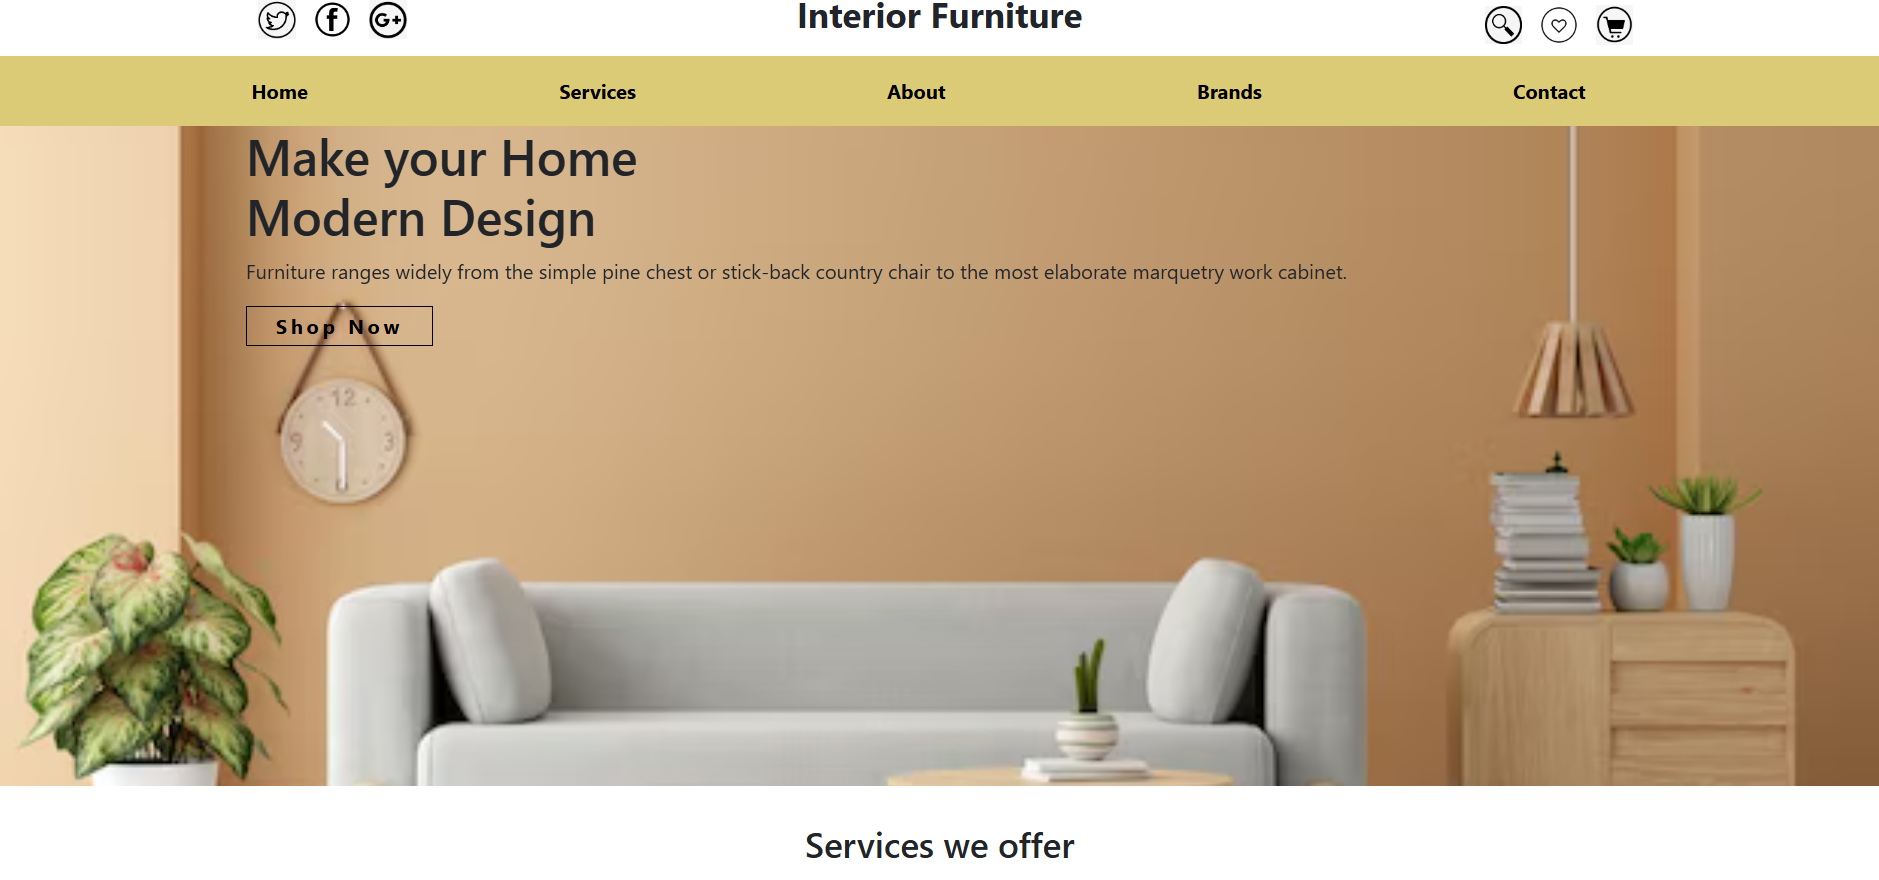 G+
Interior Furniture
Home Services About Brands Contact
Make your Home
Modern Design
Furniture ranges widely from the simple pine chest or stick-back country chair to the most elaborate marquetry work cabinet.
Shop Now
12
9 3
Services we offer